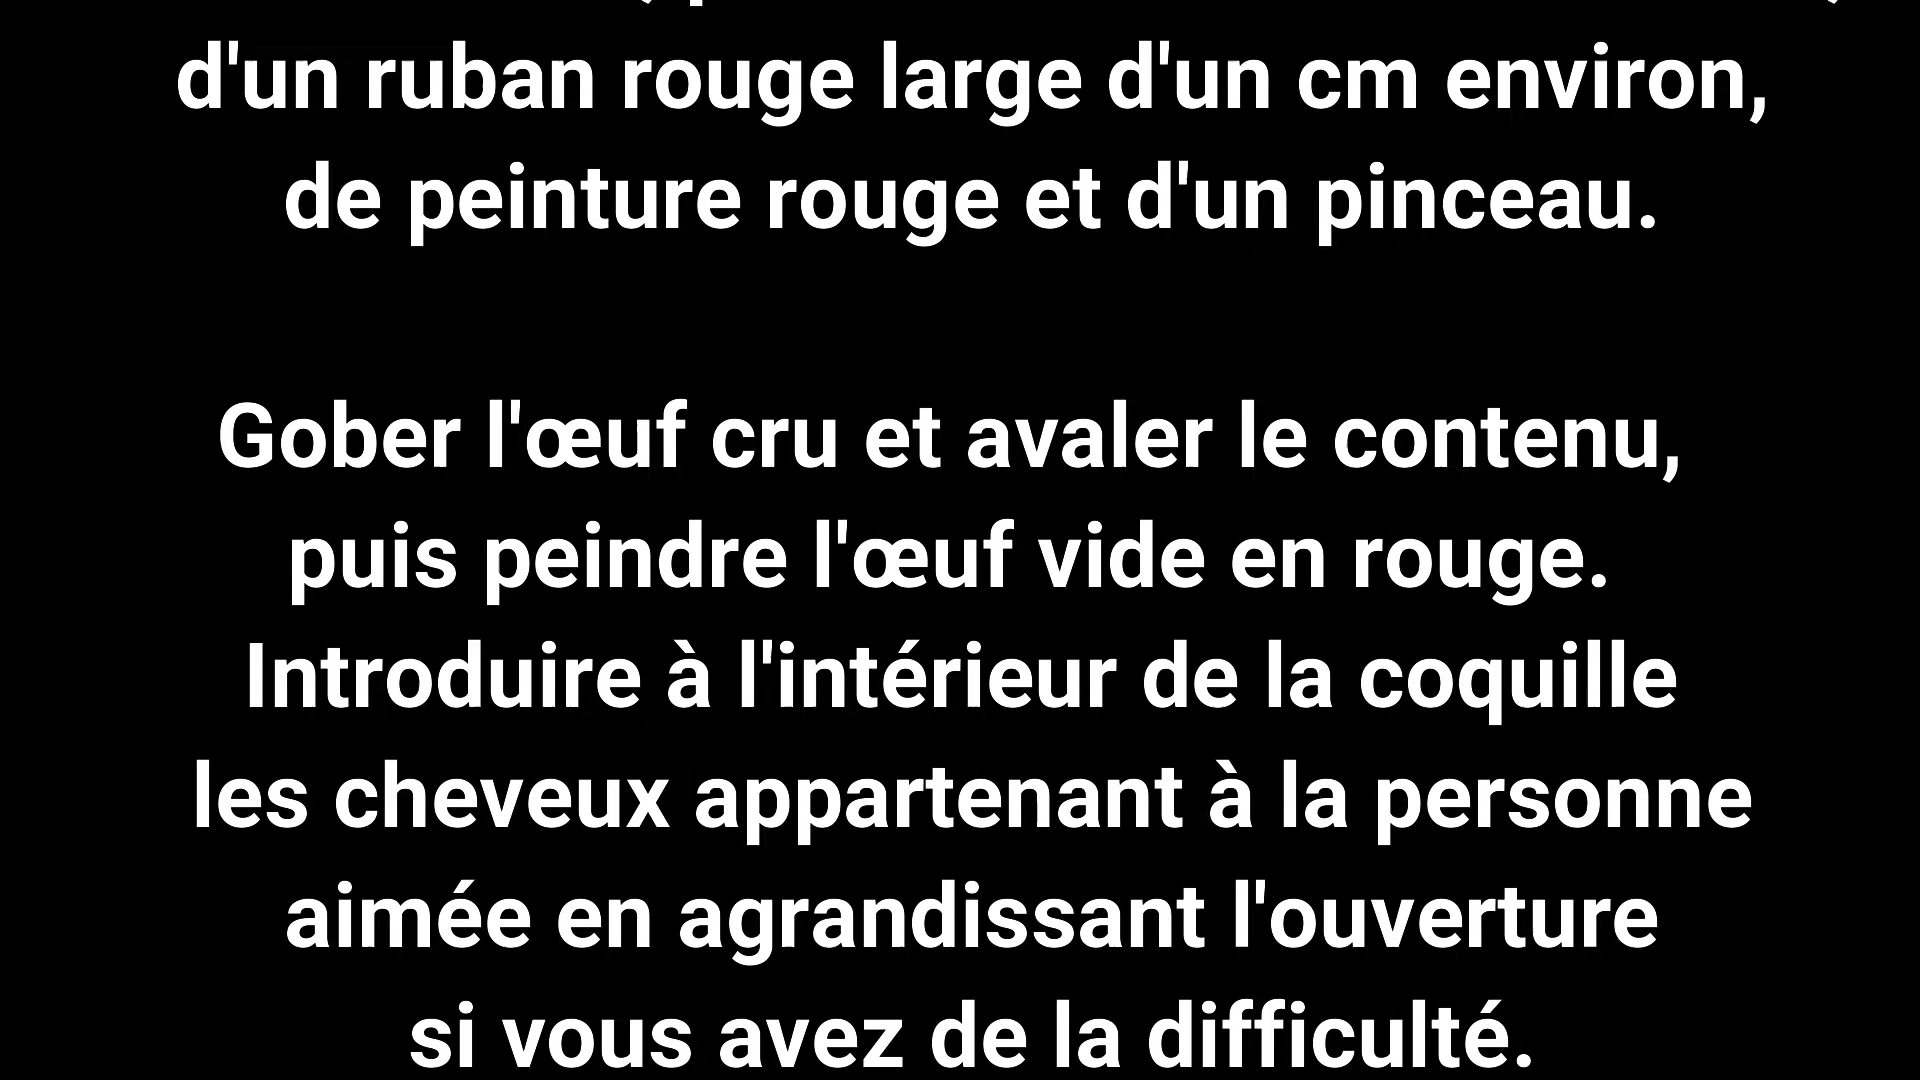 d'un ruban rouge large d'un cm environ,
de peinture rouge et d'un pinceau.
Gober l'œuf cru et avaler le contenu,
puis peindre l'œuf vide en rouge.
Introduire à l'intérieur de la coquille
les cheveux appartenant à la personne
aimée en agrandissant l'ouverture
si vous avez de la difficulté.